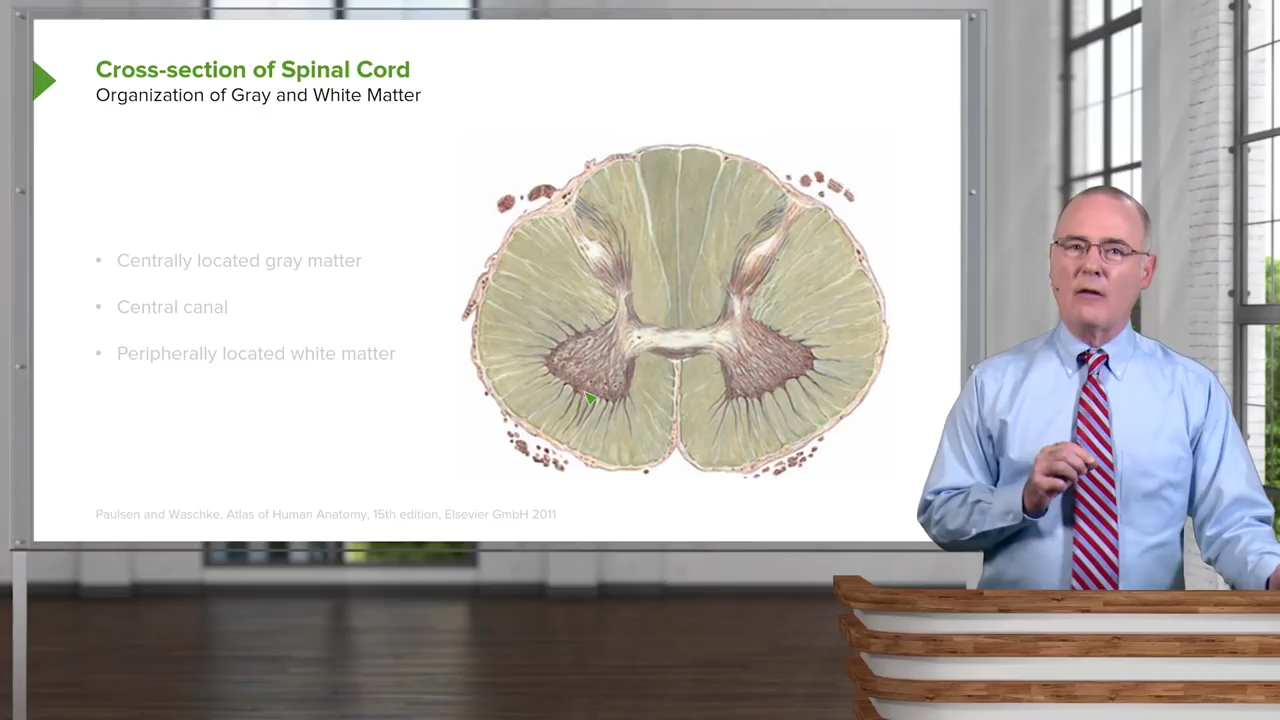 Cross-section of Spinal Cord
Organization of Gray and White Matter
• Centrally located gray matter
• Central canal
• Peripherally located white matter
Paulsen and Waschke, Atlas of Human Anatomy, 15th edition, Elsevier GmbH 2011